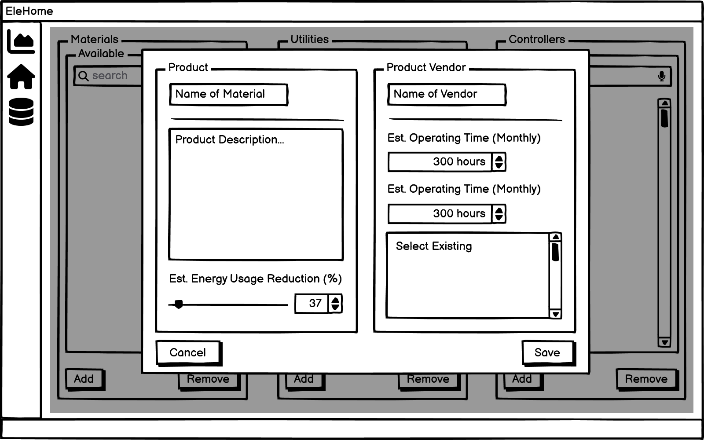 EleHome
Materials
Utilities
Controllers
Available
search
Product
Name of Material
Product Description...
Est. Energy Usage Reduction (%)
37
Product Vendor
Name of Vendor
Est. Operating Time (Monthly)
300 hours
Est. Operating Time (Monthly)
300 hours
Select Existing
Cancel
Save
Add
Remove
Add
Remove
Add
Remove